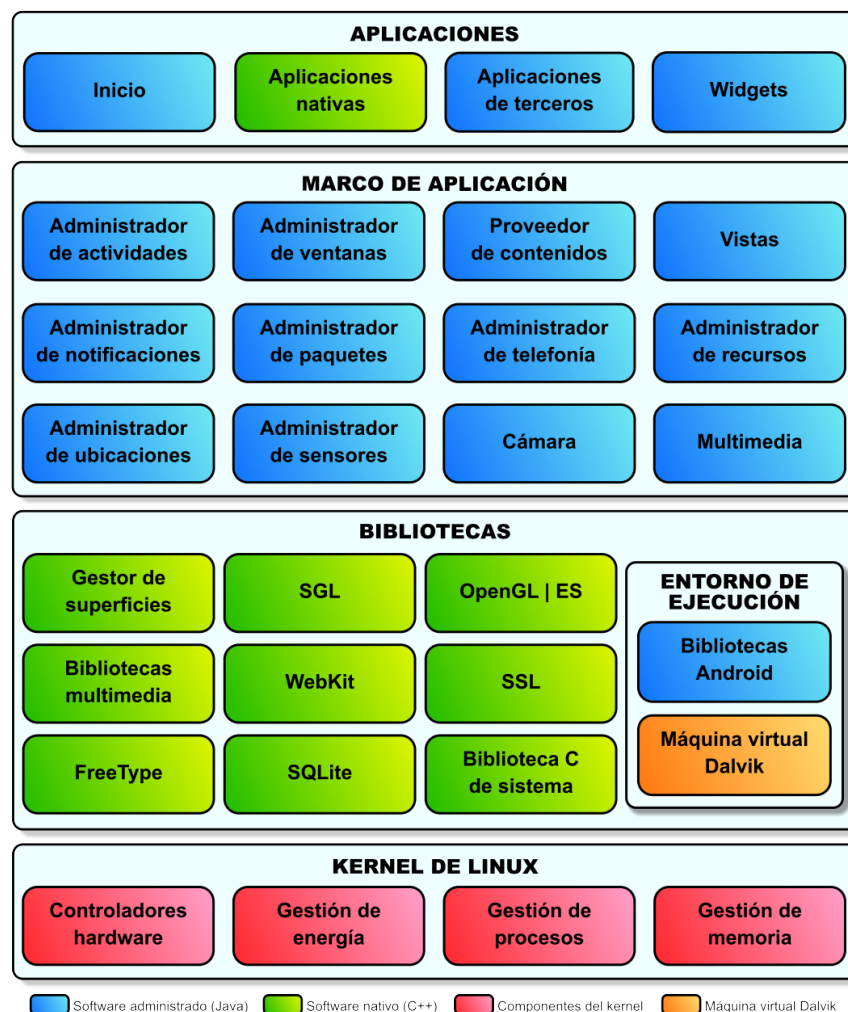 APLICACIONES
Inicio
Aplicaciones
nativas
Aplicaciones
de terceros
Widgets
MARCO DE APLICACIÓN
Administrador
de actividades
Administrador
de ventanas
Proveedor
de contenidos
Vistas
Administrador
de notificaciones
Administrador
de paquetes
Administrador
de telefonía
Administrador
de recursos
Administrador
de ubicaciones
Administrador
de sensores
Cámara
Multimedia
BIBLIOTECAS
Gestor de
superficies
SGL
OpenGL | ES
Bibliotecas
multimedia
WebKit
SSL
FreeType
SQLite
Biblioteca C
de sistema
ENTORNO DE
EJECUCIÓN
Bibliotecas
Android
Máquina virtual
Dalvik
KERNEL DE LINUX
Controladores
hardware
Gestión de
energía
Gestión de
procesos
Gestión de
memoria
Software administrado (Java)
Software nativo (C++)
Componentes del kernel
Máquina virtual Dalvik